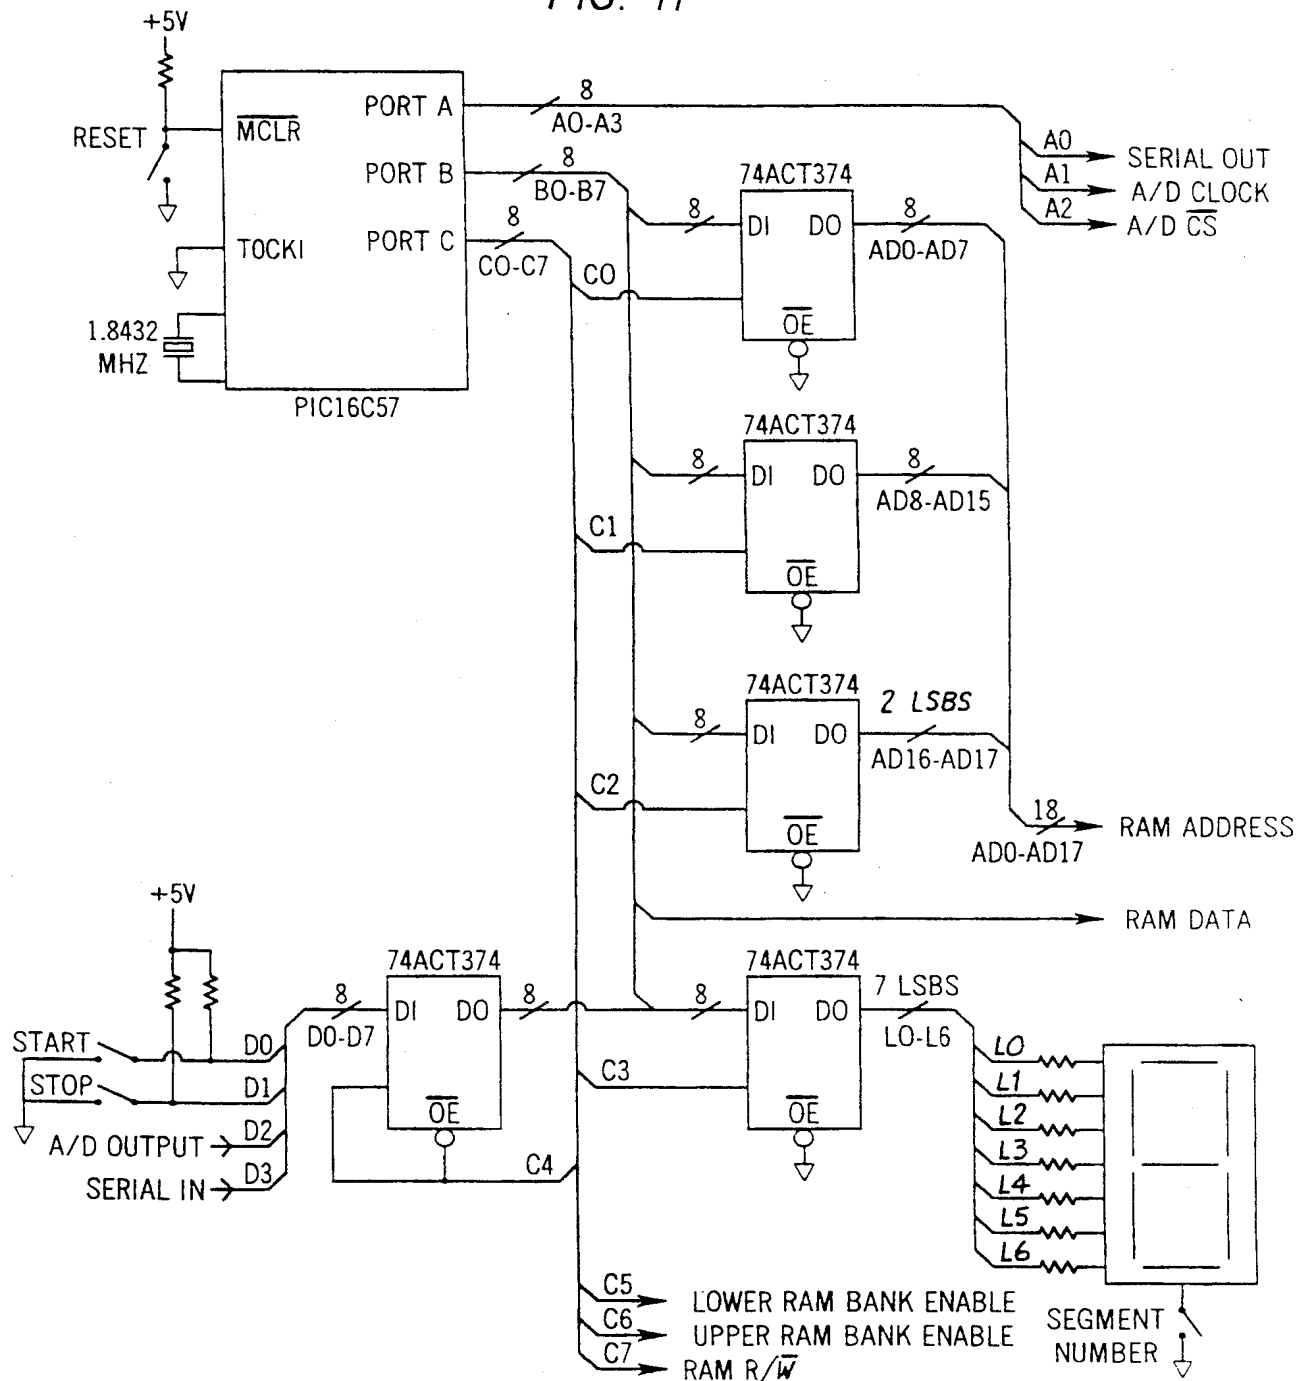 FIG. 11
+5V
RESET
MCLR
PORT A
8
A0-A3
PORT B
8
B0-B7
PORT C
8
C0-C7
T0CKI
1.8432
MHZ
PIC16C57
A0
SERIAL OUT
A1
A/D CLOCK
A2
A/D CS
74ACT374
8
DI
DO
8
AD0-AD7
C0
OE
74ACT374
8
DI
DO
8
AD8-AD15
C1
OE
74ACT374
8
DI
DO
2 LSBS
AD16-AD17
C2
OE
18
AD0-AD17
RAM ADDRESS
RAM DATA
+5V
START
STOP
A/D OUTPUT
SERIAL IN
D0
D1
D2
D3
8
D0-D7
74ACT374
DI
DO
8
OE
C4
74ACT374
8
DI
DO
7 LSBS
L0-L6
C3
OE
L0
L1
L2
L3
L4
L5
L6
SEGMENT
NUMBER
C5
LOWER RAM BANK ENABLE
C6
UPPER RAM BANK ENABLE
C7
RAM R/W